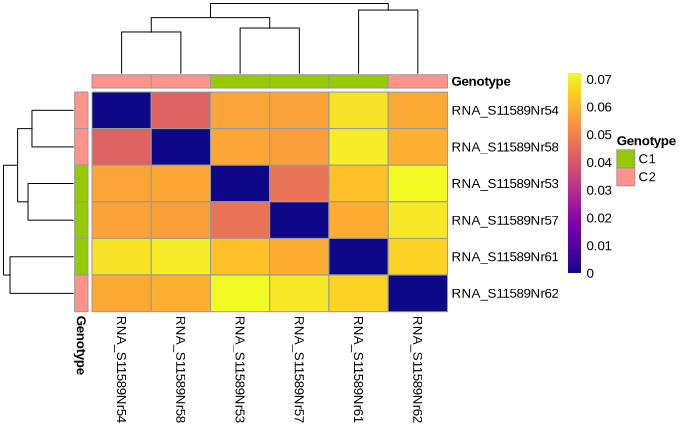 Genotype
RNA_S11589Nr54
RNA_S11589Nr58
RNA_S11589Nr53
RNA_S11589Nr57
RNA_S11589Nr61
RNA_S11589Nr62
0.07
0.06
0.05
0.04
0.03
0.02
0.01
0
Genotype
C1
C2
Genotype
RNA_S11589Nr54
RNA_S11589Nr58
RNA_S11589Nr53
RNA_S11589Nr57
RNA_S11589Nr61
RNA_S11589Nr62